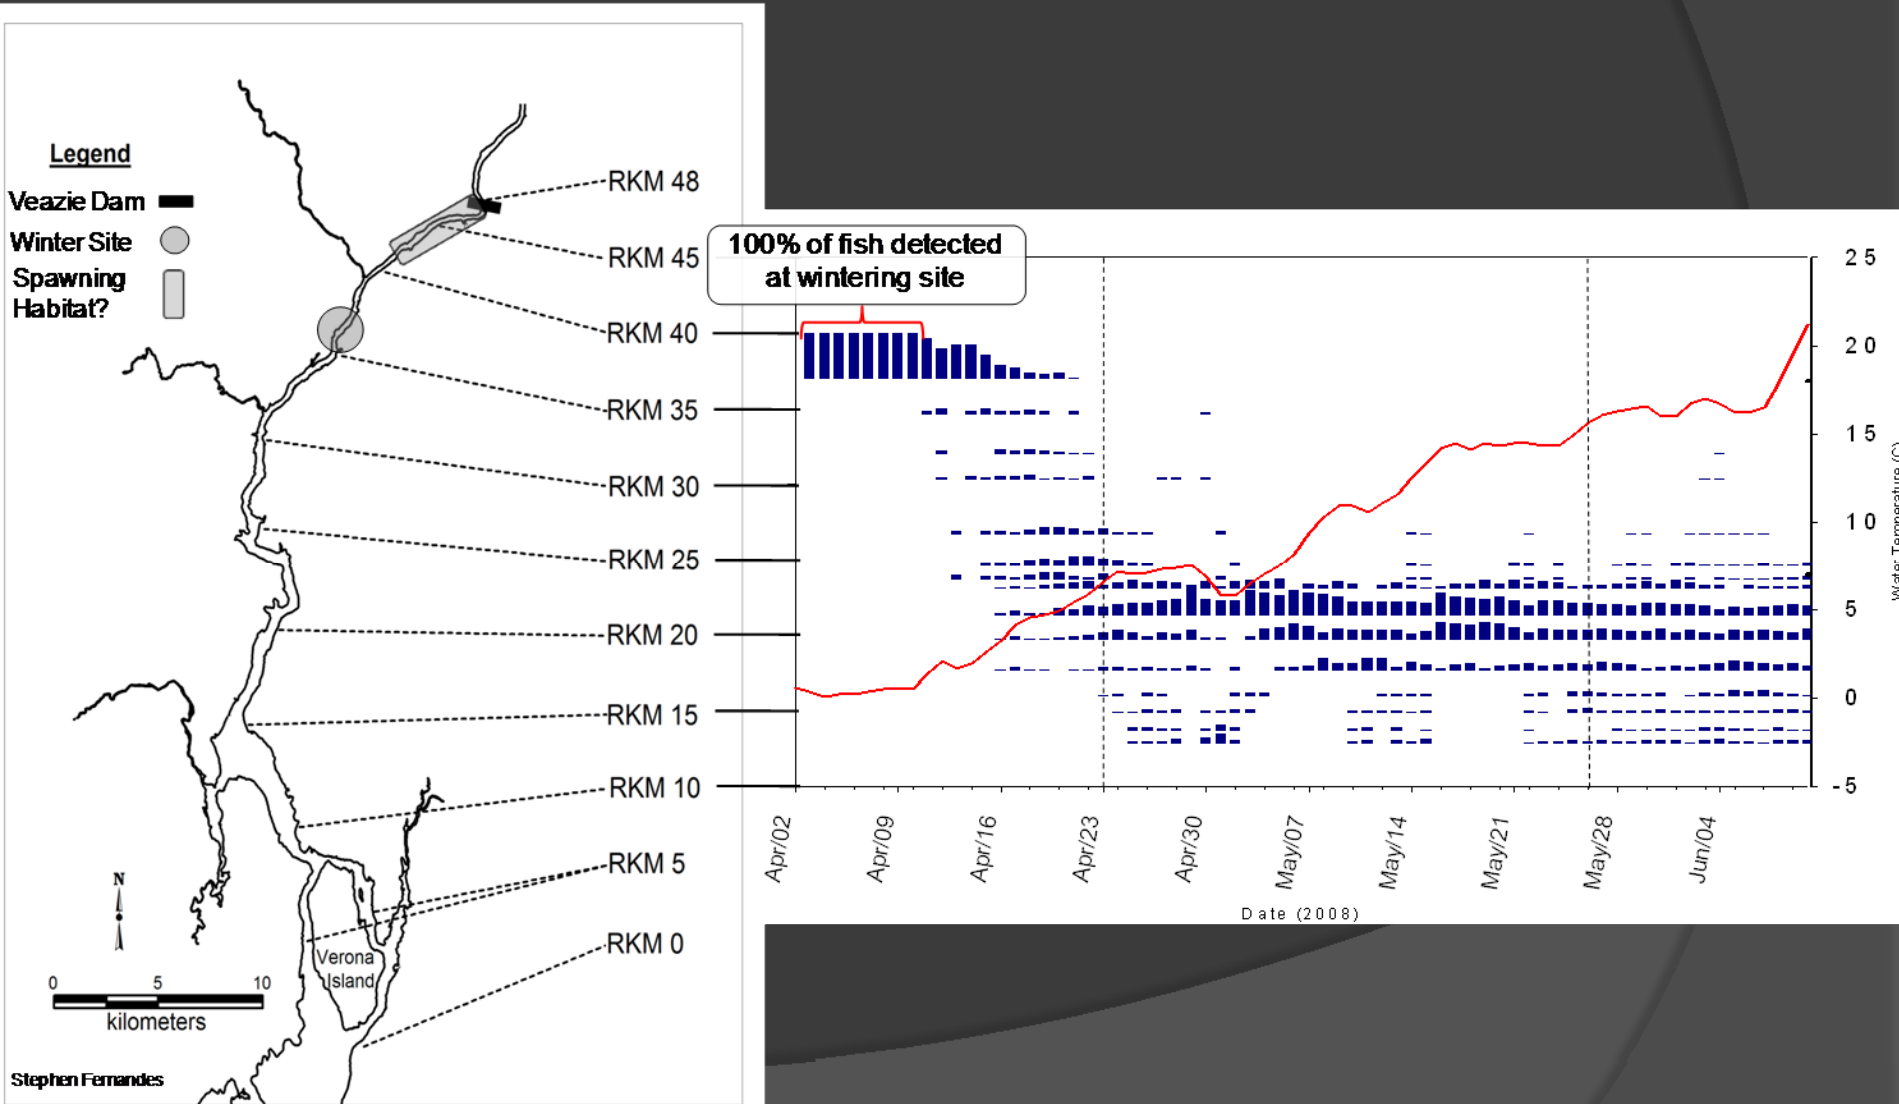 Legend
Veazie Dam
Winter Site
Spawning
Habitat?
RKM 48
RKM 45
RKM 40
RKM 35
RKM 30
RKM 25
RKM 20
RKM 15
RKM 10
RKM 5
RKM 0
N
0 5 10
kilometers
Verona
Island
Stephen Fernandes
100% of fish detected
at wintering site
25
20
15
10
5
0
-5
Water Temperature (C)
Apr/02
Apr/09
Apr/16
Apr/23
Apr/30
May/07
May/14
May/21
May/28
Jun/04
Date (2008)